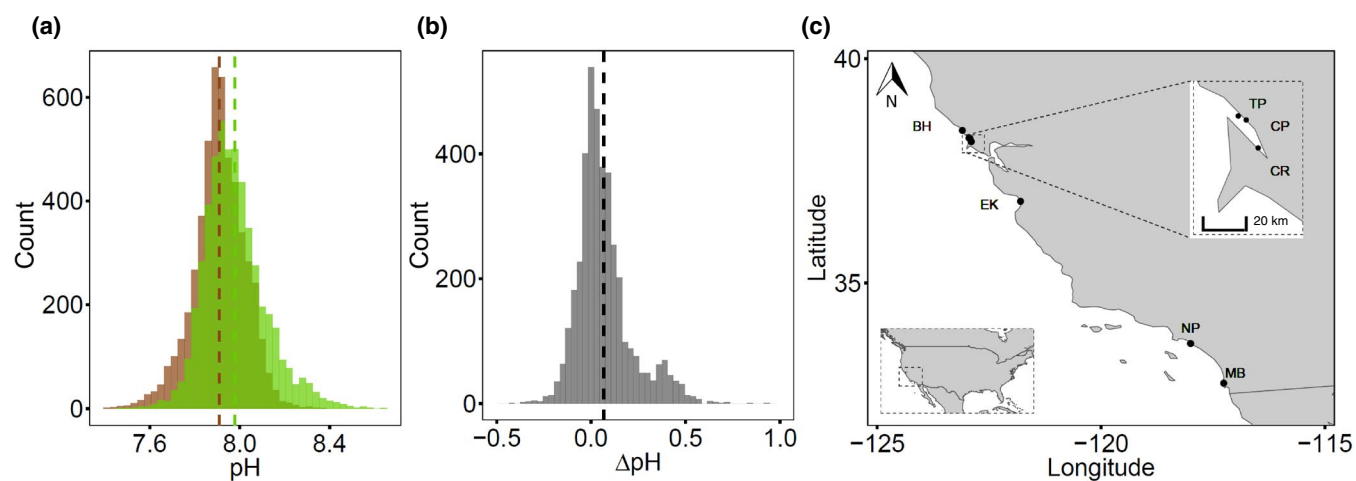 (a)
600
400
200
0
Count
7.6
8.0
8.4
pH
(b)
400
200
0
Count
−0.5
0.0
0.5
1.0
ΔpH
(c)
40
35
Latitude
N
BH
EK
NP
MB
TP
CP
CR
20 km
−125
−120
−115
Longitude